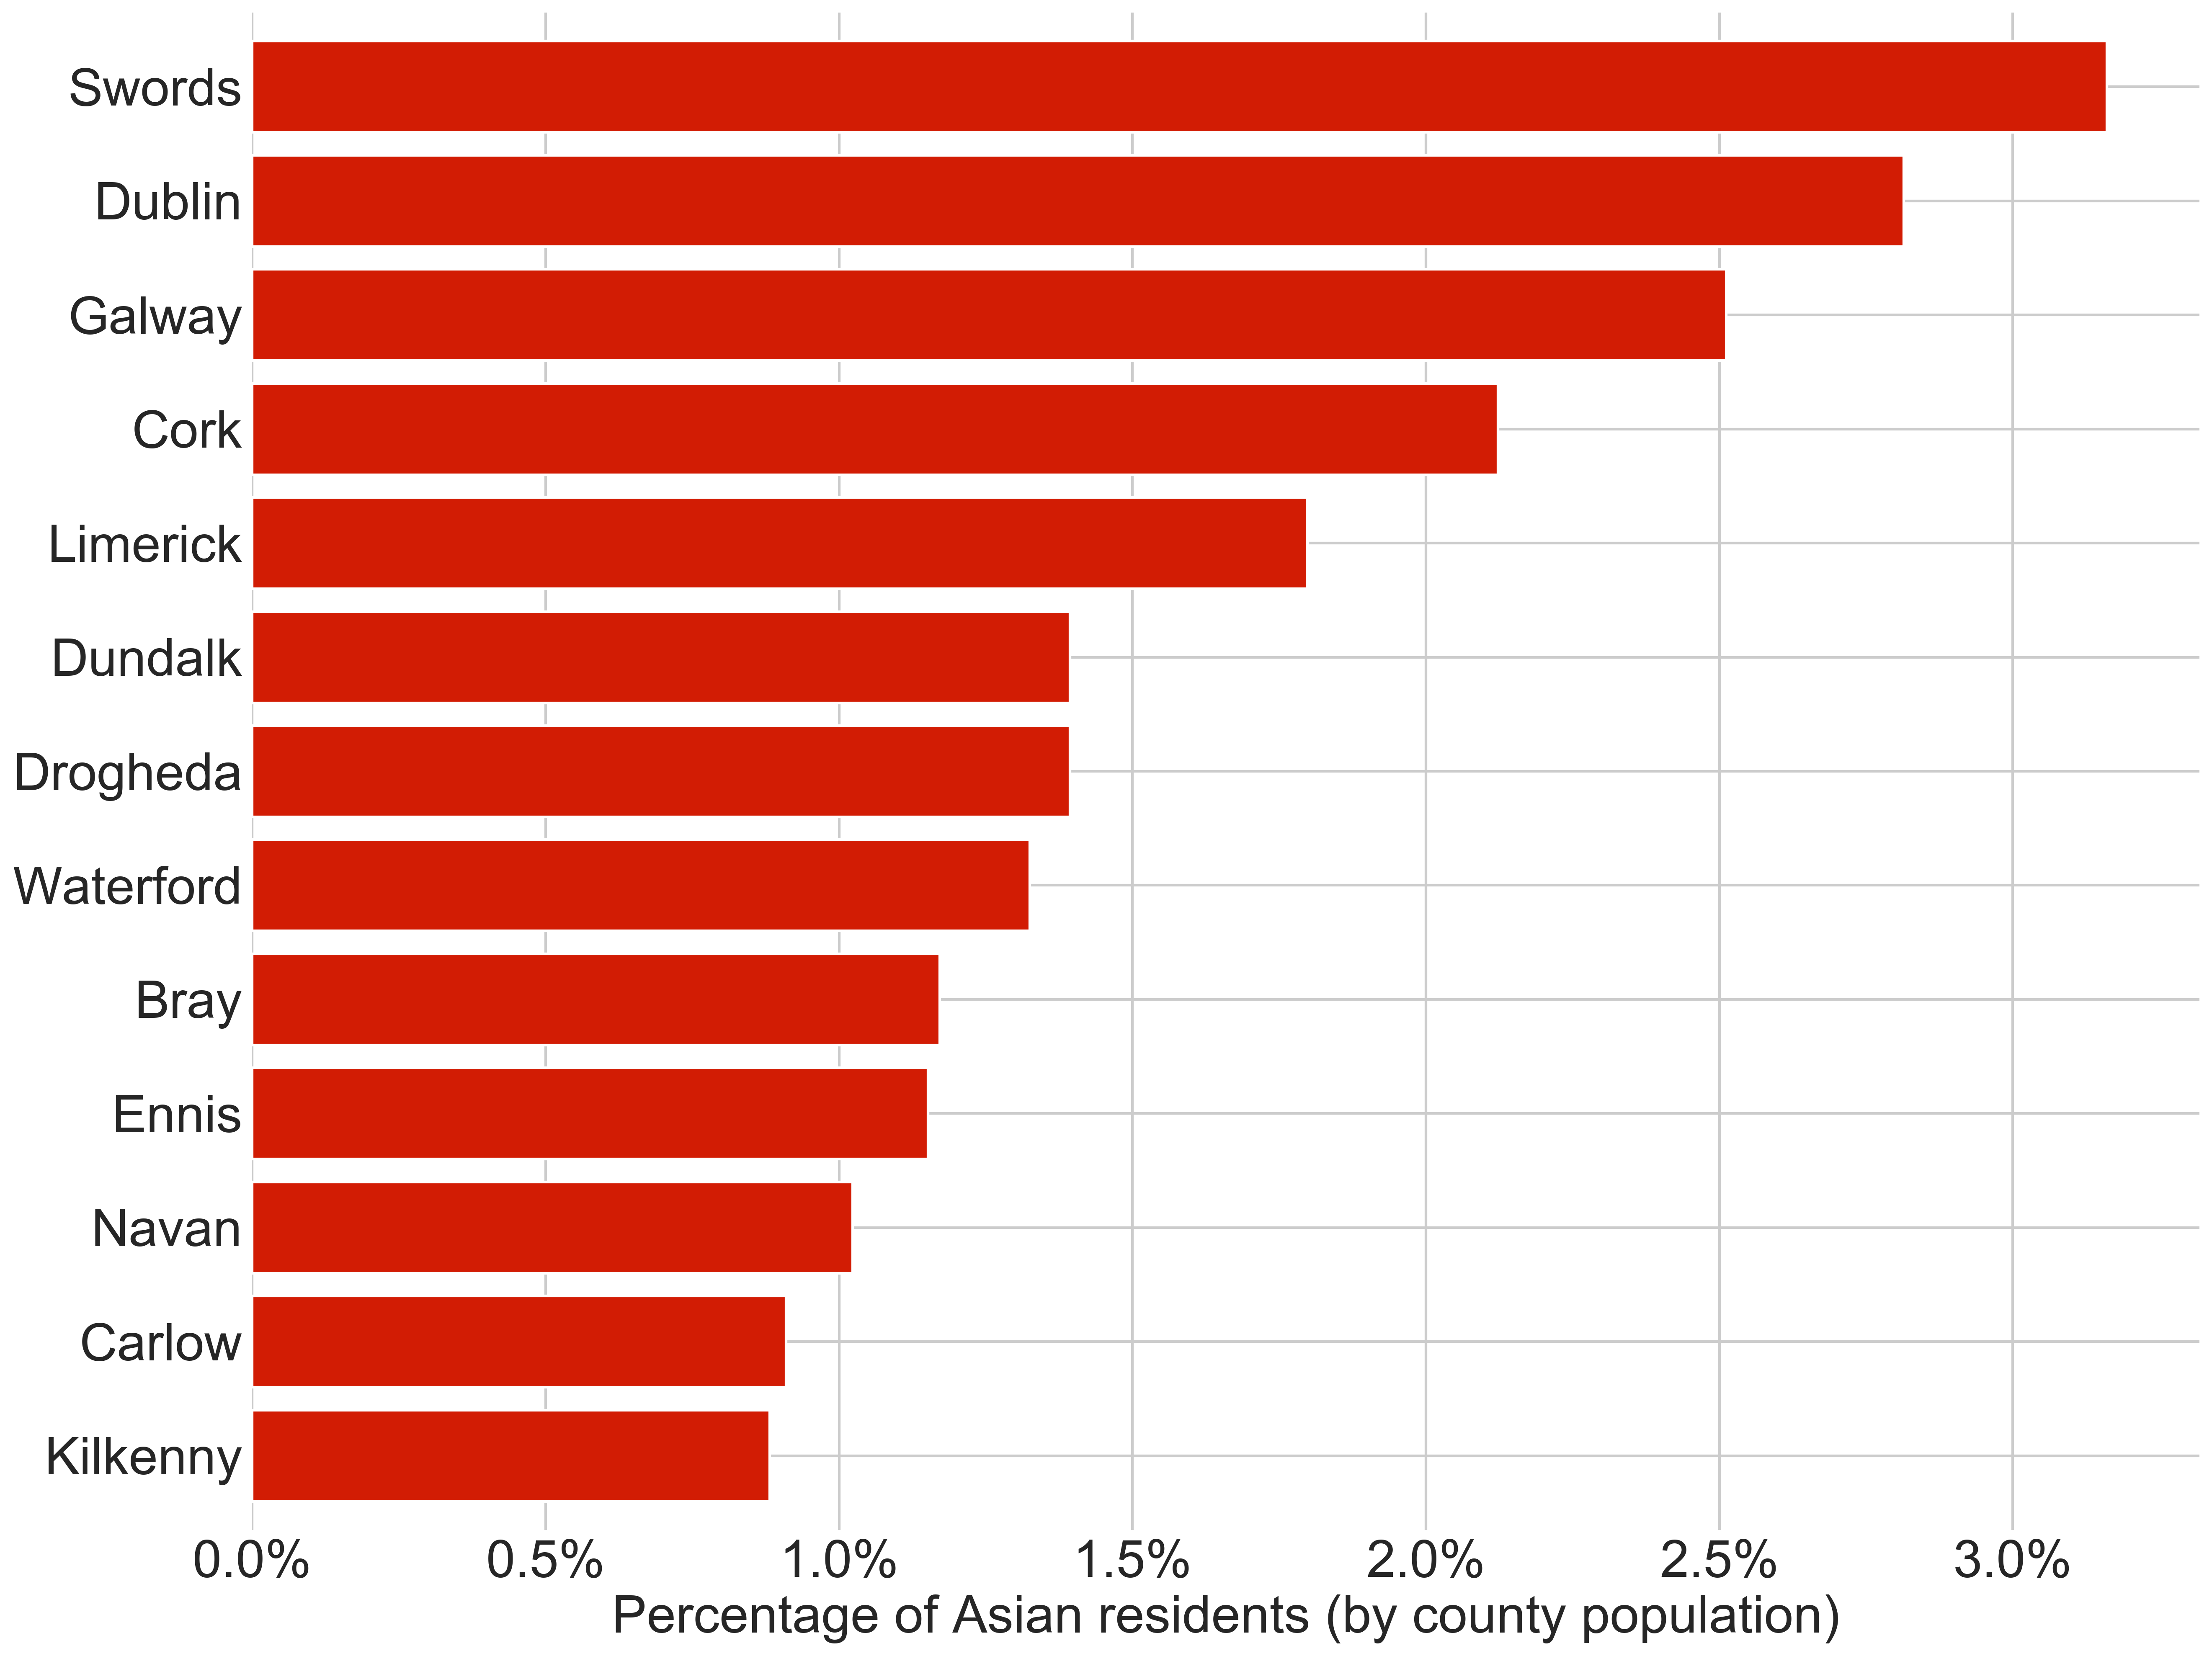 Swords
Dublin
Galway
Cork
Limerick
Dundalk
Drogheda
Waterford
Bray
Ennis
Navan
Carlow
Kilkenny
0.0% 0.5% 1.0% 1.5% 2.0% 2.5% 3.0%
Percentage of Asian residents (by county population)